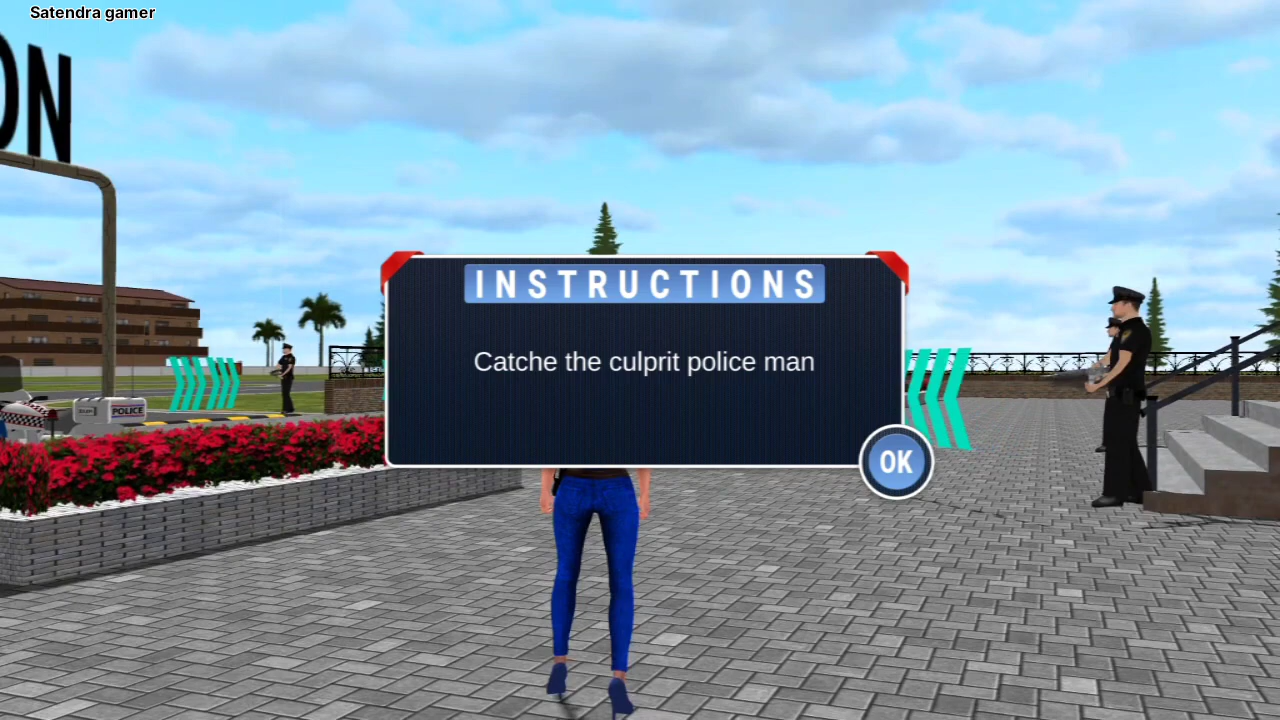 Satendra gamer
ON
INSTRUCTIONS
Catche the culprit police man
OK
POLICE